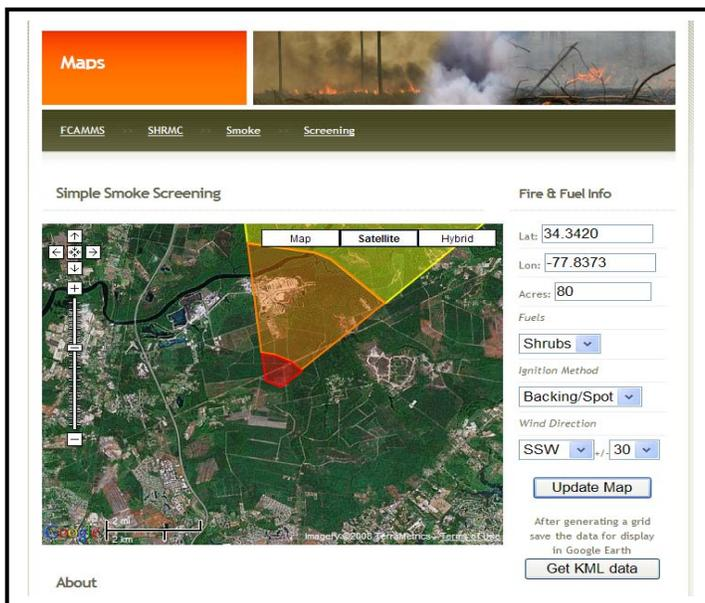 Maps
FCAMMS >> SHRMC >> Smoke >> Screening
Simple Smoke Screening
Map Satellite Hybrid
2 mi
2 km
Google
Imagery ©2008 TerraMetrics - Terms of Use
About
Fire & Fuel Info
Lat: 34.3420
Lon: -77.8373
Acres: 80
Fuels
Shrubs
Ignition Method
Backing/Spot
Wind Direction
SSW +/- 30
Update Map
After generating a grid
save the data for display
in Google Earth
Get KML data